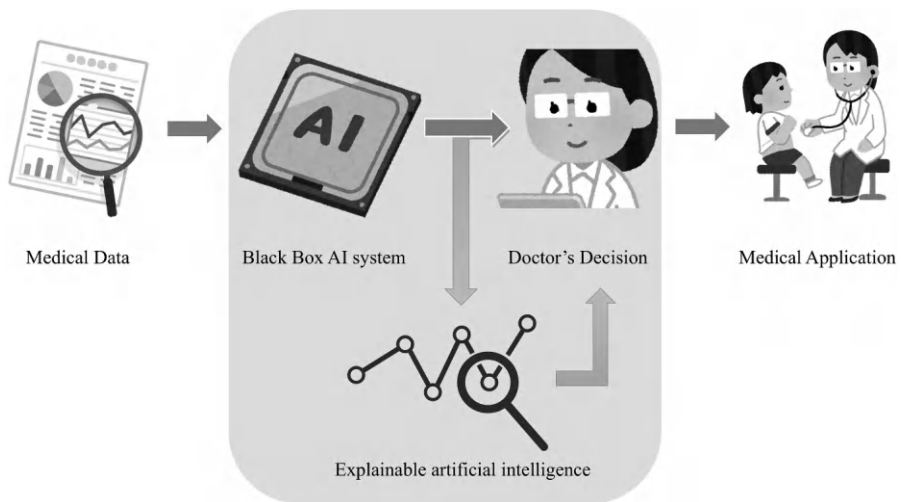 AI
Medical Data
Black Box AI system
Doctor's Decision
Medical Application
Explainable artificial intelligence